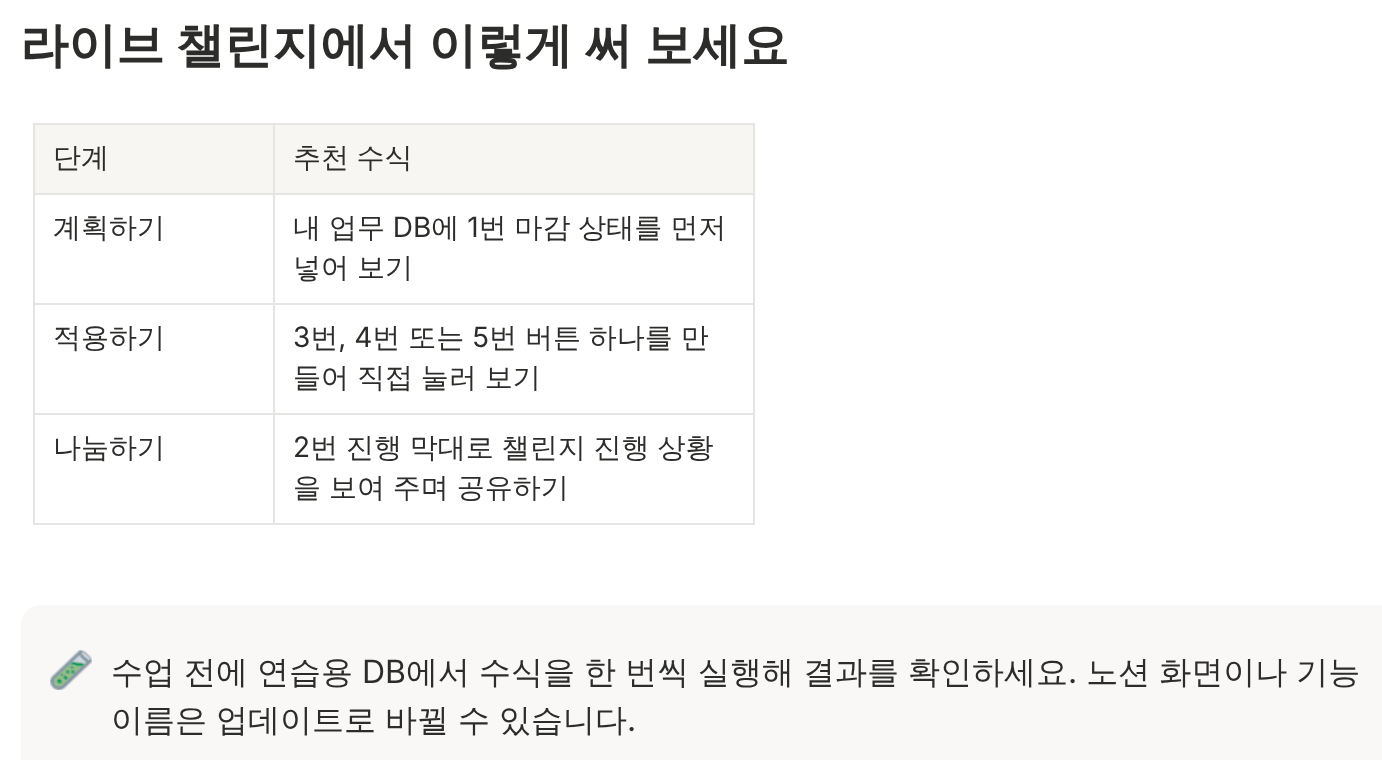 라이브 챌린지에서 이렇게 써 보세요
단계
추천 수식
계획하기
내 업무 DB에 1번 마감 상태를 먼저
넣어 보기
적용하기
3번, 4번 또는 5번 버튼 하나를 만
들어 직접 눌러 보기
나눔하기
2번 진행 막대로 챌린지 진행 상황
을 보여 주며 공유하기
수업 전에 연습용 DB에서 수식을 한 번씩 실행해 결과를 확인하세요. 노션 화면이나 기능
이름은 업데이트로 바뀔 수 있습니다.